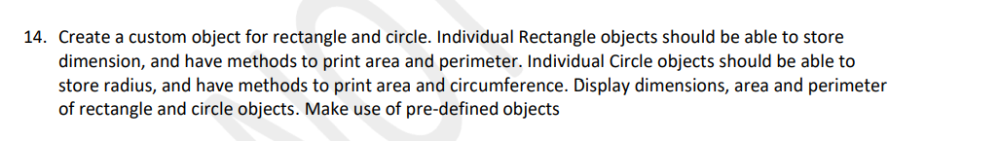 14. Create a custom object for rectangle and circle. Individual Rectangle objects should be able to store
dimension, and have methods to print area and perimeter. Individual Circle objects should be able to
store radius, and have methods to print area and circumference. Display dimensions, area and perimeter
of rectangle and circle objects. Make use of pre-defined objects